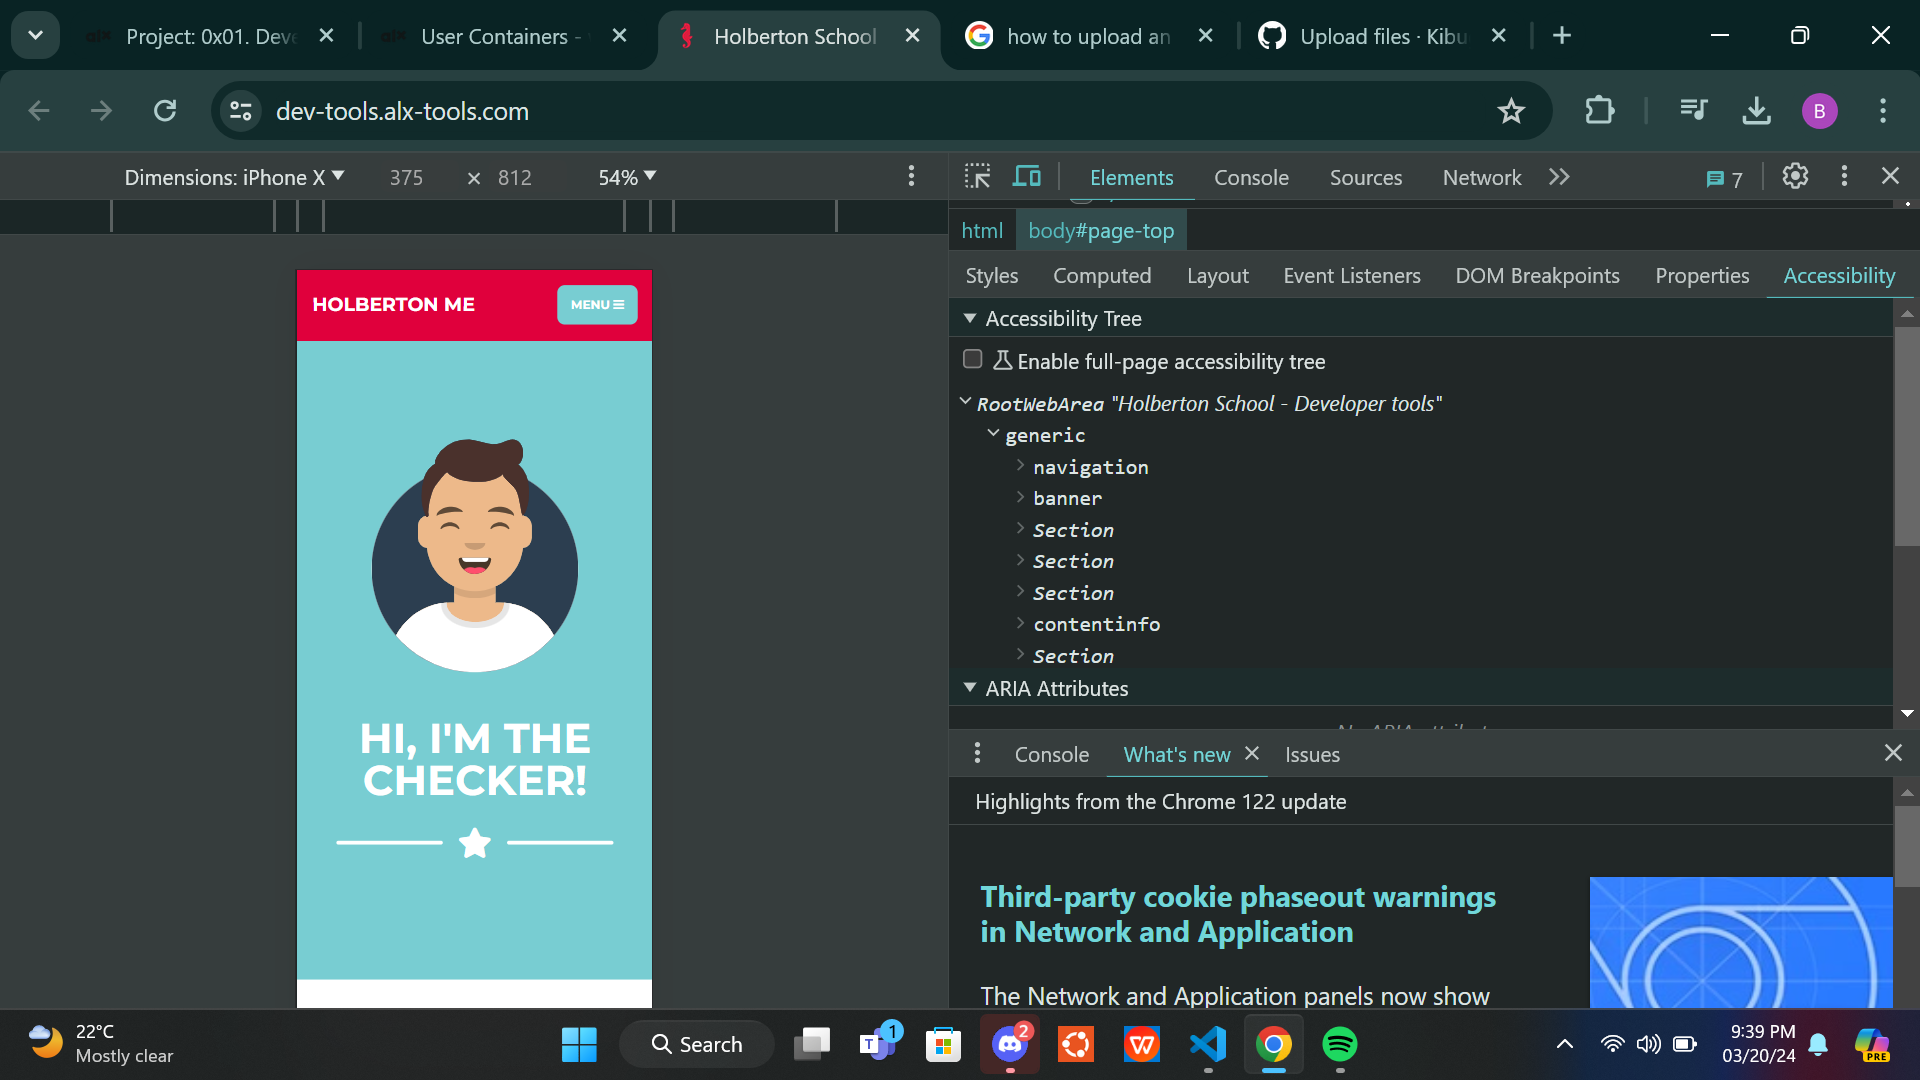 Project: 0x01. Deve
User Containers -
Holberton School
how to upload an
Upload files · Kibu
dev-tools.alx-tools.com
B
Dimensions: iPhone X 375 × 812 54%
Elements Console Sources Network 7
html body#page-top
Styles Computed Layout Event Listeners DOM Breakpoints Properties Accessibility
Accessibility Tree
Enable full-page accessibility tree
RootWebArea "Holberton School - Developer tools"
generic
navigation
banner
Section
Section
Section
contentinfo
Section
ARIA Attributes
HOLBERTON ME
MENU
HI, I'M THE
CHECKER!
Console What's new Issues
Highlights from the Chrome 122 update
Third-party cookie phaseout warnings
in Network and Application
The Network and Application panels now show
22°C
Mostly clear
Search
1
2
9:39 PM
03/20/24
PRE